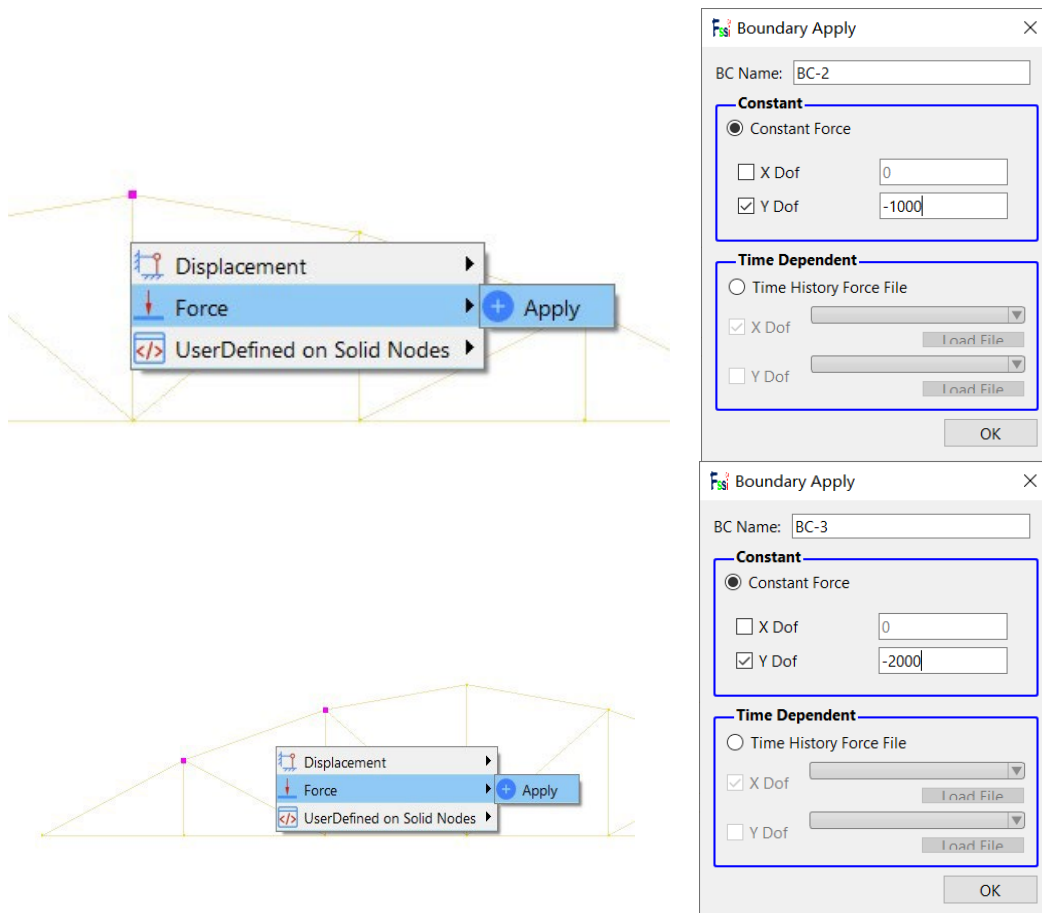 Fssi Boundary Apply
BC Name: BC-2
Constant
Constant Force
X Dof 0
Y Dof -1000
Time Dependent
Time History Force File
X Dof
Load File
Y Dof
Load File
OK
Displacement
Force
Apply
UserDefined on Solid Nodes
Fssi Boundary Apply
BC Name: BC-3
Constant
Constant Force
X Dof 0
Y Dof -2000
Time Dependent
Time History Force File
X Dof
Load File
Y Dof
Load File
OK
Displacement
Force
Apply
UserDefined on Solid Nodes